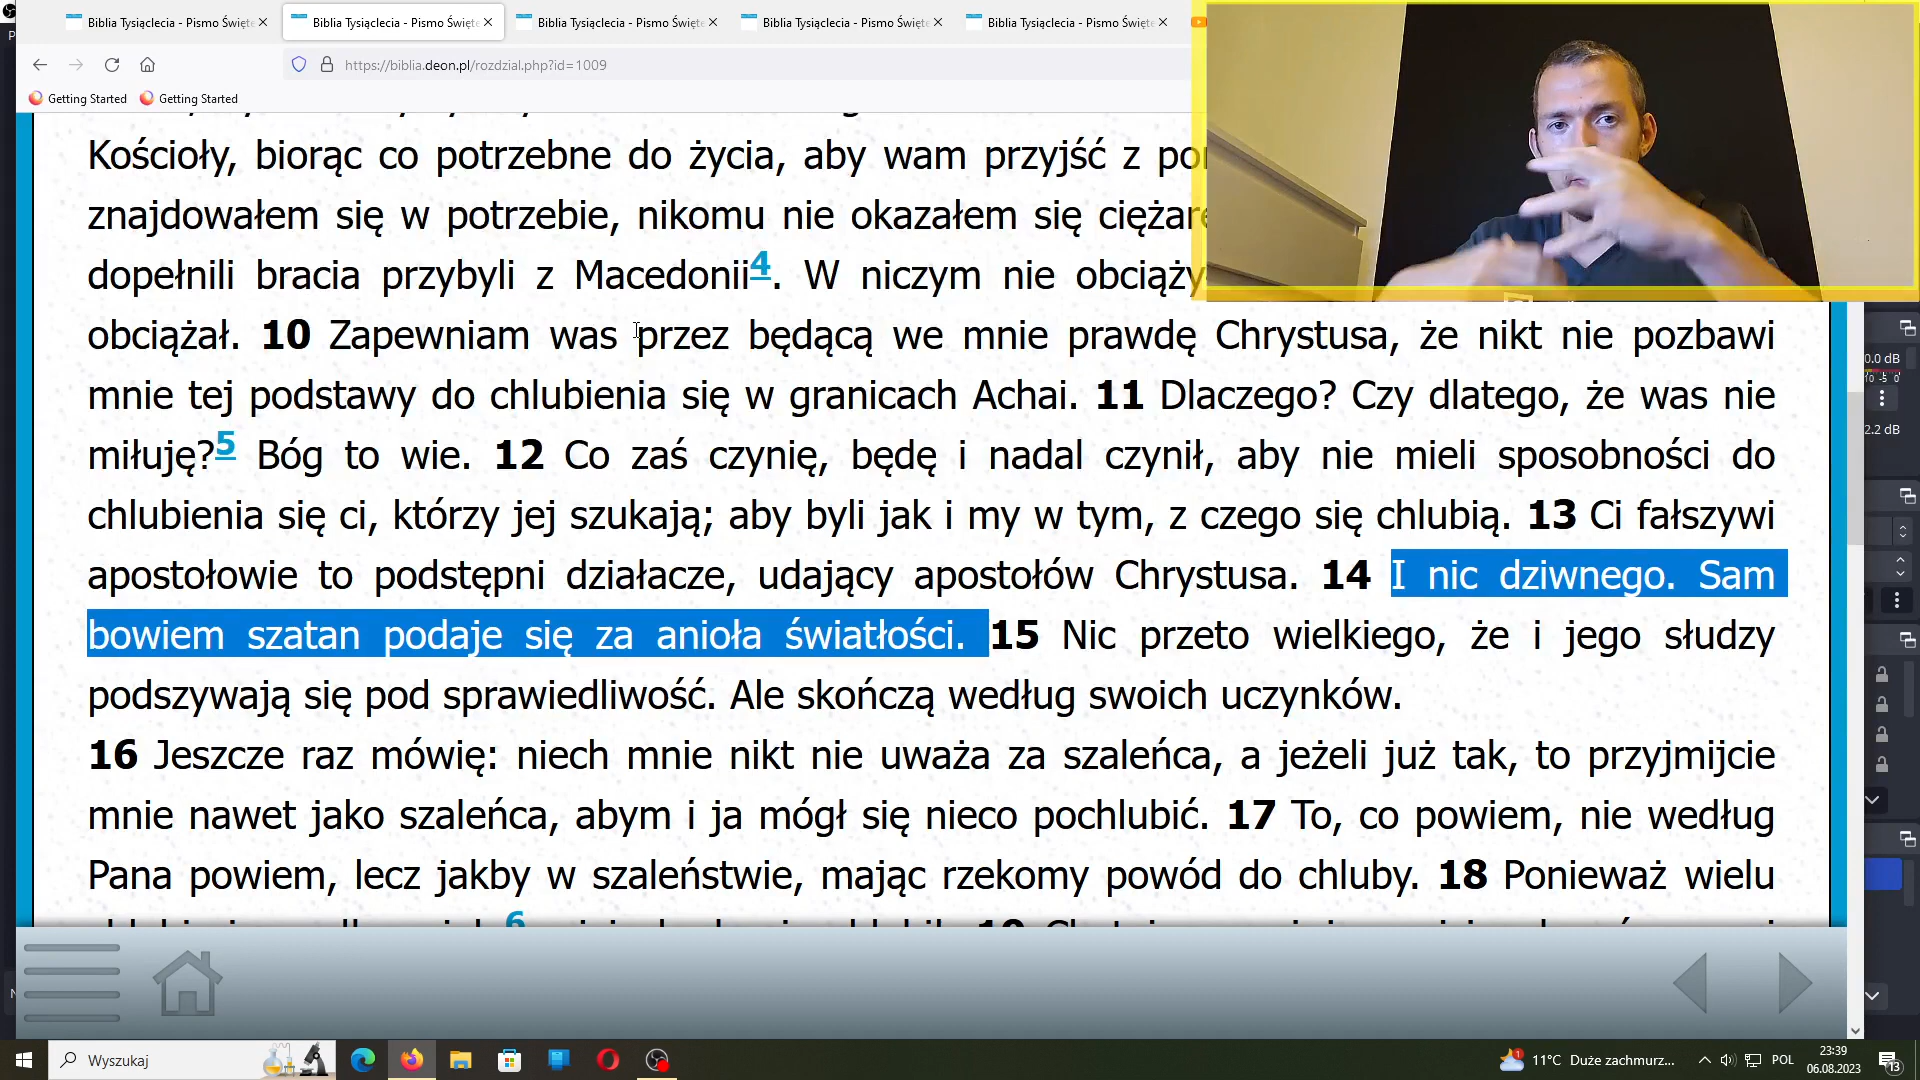 Biblia Tysiąclecia - Pismo Święte
Biblia Tysiąclecia - Pismo Święte
Biblia Tysiąclecia - Pismo Święte
Biblia Tysiąclecia - Pismo Święte
Biblia Tysiąclecia - Pismo Święte
https://biblia.deon.pl/rozdzial.php?id=1009
Getting Started
Getting Started
Kościoły, biorąc co potrzebne do życia, aby wam przyjść z
znajdowałem się w potrzebie, nikomu nie okazałem się
dopełnili bracia przybyli z Macedonii4. W niczym nie
obciążał. 10 Zapewniam was przez będącą we mnie prawdę Chrystusa, że nikt nie pozbawi
mnie tej podstawy do chlubienia się w granicach Achai. 11 Dlaczego? Czy dlatego, że was nie
miłuję?5 Bóg to wie. 12 Co zaś czynię, będę i nadal czynił, aby nie mieli sposobności do
chlubienia się ci, którzy jej szukają; aby byli jak i my w tym, z czego się chlubią. 13 Ci fałszywi
apostołowie to podstępni działacze, udający apostołów Chrystusa. 14 I nic dziwnego. Sam
bowiem szatan podaje się za anioła światłości. 15 Nic przeto wielkiego, że i jego słudzy
podszywają się pod sprawiedliwość. Ale skończą według swoich uczynków.
16 Jeszcze raz mówię: niech mnie nikt nie uważa za szaleńca, a jeżeli już tak, to przyjmijcie
mnie nawet jako szaleńca, abym i ja mógł się nieco pochlubić. 17 To, co powiem, nie według
Pana powiem, lecz jakby w szaleństwie, mając rzekomy powód do chluby. 18 Ponieważ wielu
6
0.0 dB
10 -5 0
2.2 dB
Wyszukaj
1
11°C Duże zachmurz...
POL
23:39
06.08.2023
13